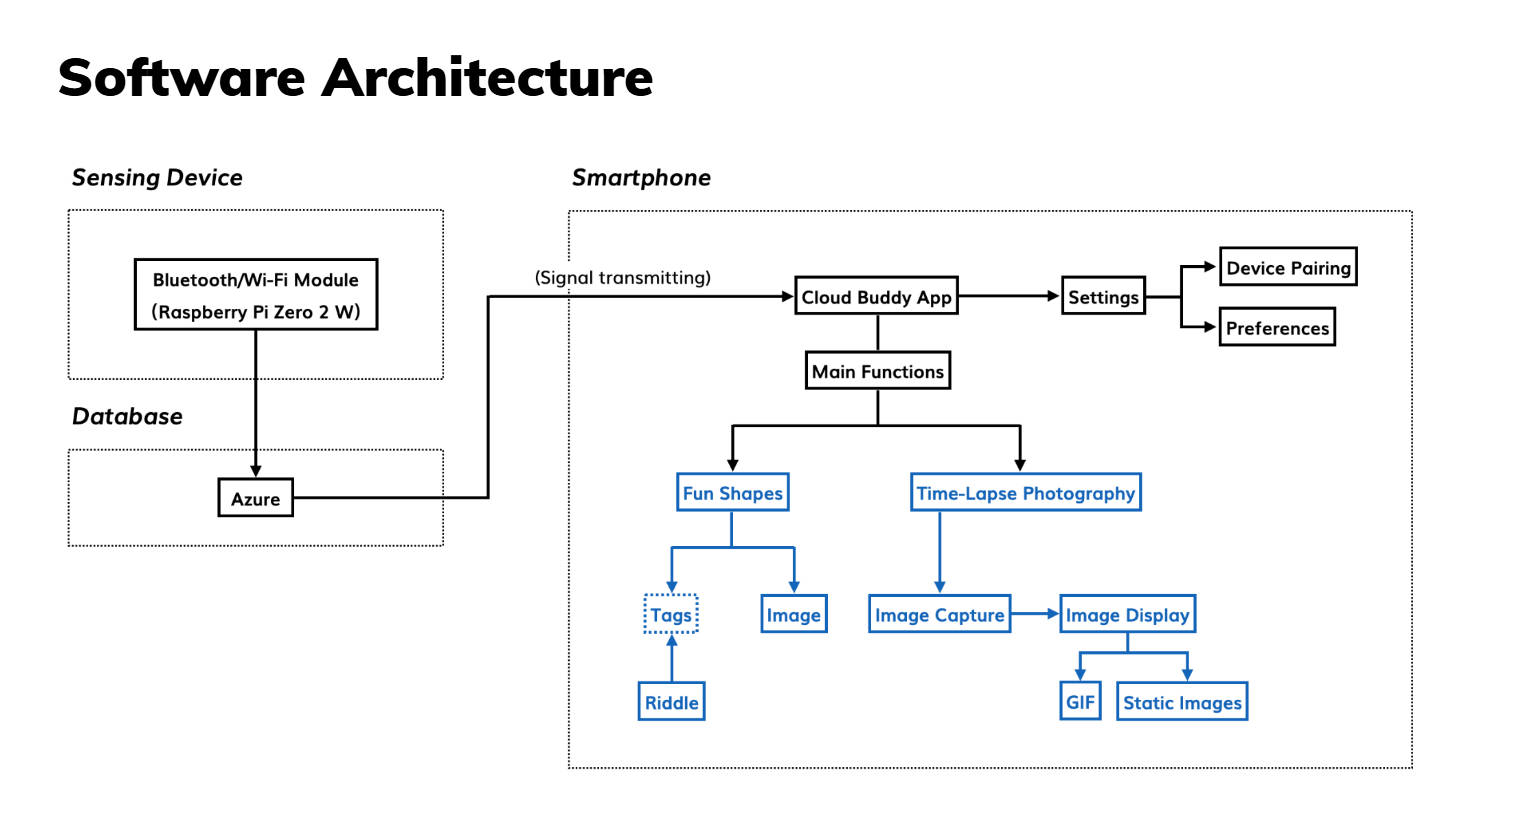 Software Architecture
Sensing Device
Bluetooth/Wi-Fi Module
(Raspberry Pi Zero 2 W)
Database
Azure
Smartphone
(Signal transmitting)
Cloud Buddy App
Settings
Device Pairing
Preferences
Main Functions
Fun Shapes
Time-Lapse Photography
Tags
Image
Image Capture
Image Display
Riddle
GIF
Static Images